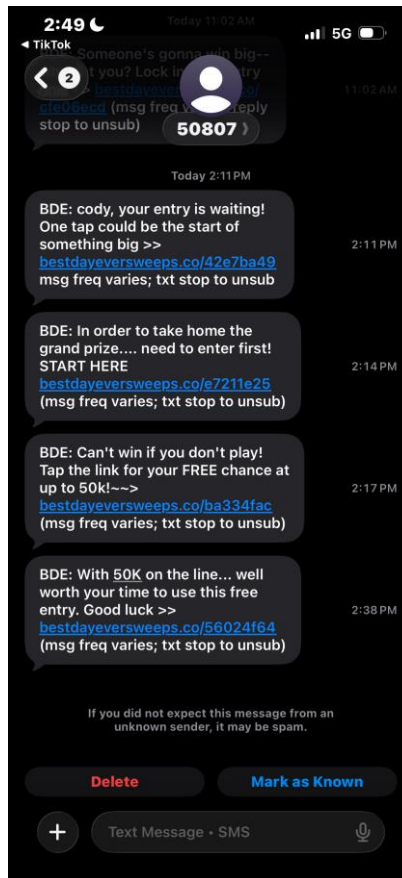 2:49
5G
◀ TikTok
Today 11:02 AM
BDE: Someone's gonna win big--
t you? Lock in
try
2
bestdayever
co/
cfe06ecd (msg freq
reply
stop to unsub)
11:02 AM
50807 >
Today 2:11 PM
BDE: cody, your entry is waiting!
One tap could be the start of
something big >>
bestdayeversweeps.co/42e7ba49
msg freq varies; txt stop to unsub
2:11 PM
BDE: In order to take home the
grand prize.... need to enter first!
START HERE
bestdayeversweeps.co/e7211e25
(msg freq varies; txt stop to unsub)
2:14 PM
BDE: Can't win if you don't play!
Tap the link for your FREE chance at
up to 50k!~~>
bestdayeversweeps.co/ba334fac
(msg freq varies; txt stop to unsub)
2:17 PM
BDE: With 50K on the line... well
worth your time to use this free
entry. Good luck >>
bestdayeversweeps.co/56024f64
(msg freq varies; txt stop to unsub)
2:38 PM
If you did not expect this message from an
unknown sender, it may be spam.
Delete
Mark as Known
Text Message • SMS